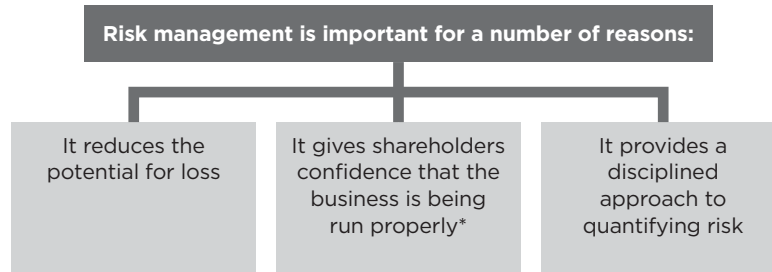 Risk management is important for a number of reasons:
It reduces the
potential for loss
It gives shareholders
confidence that the
business is being
run properly*
It provides a
disciplined
approach to
quantifying risk